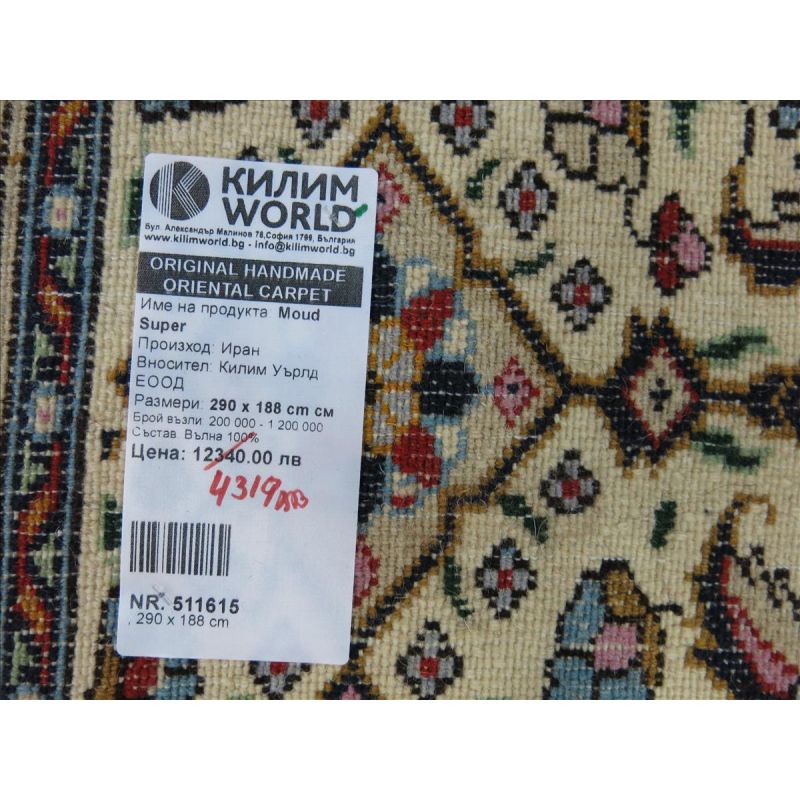 КИЛИМ
WORLD
Бул. Александър Малинов 78,София 1799, България
www.kilimworld.bg - info@kilimworld.bg
ORIGINAL HANDMADE
ORIENTAL CARPET
Име на продукта: Moud
Super
Произход: Иран
Вносител: Килим Уърлд
ЕООД
Размери: 290 x 188 cm см
Брой възли: 200 000 - 1 200 000
Състав: Вълна 100%
Цена: 12340.00 лв
4319лв
NR. 511615
, 290 x 188 cm